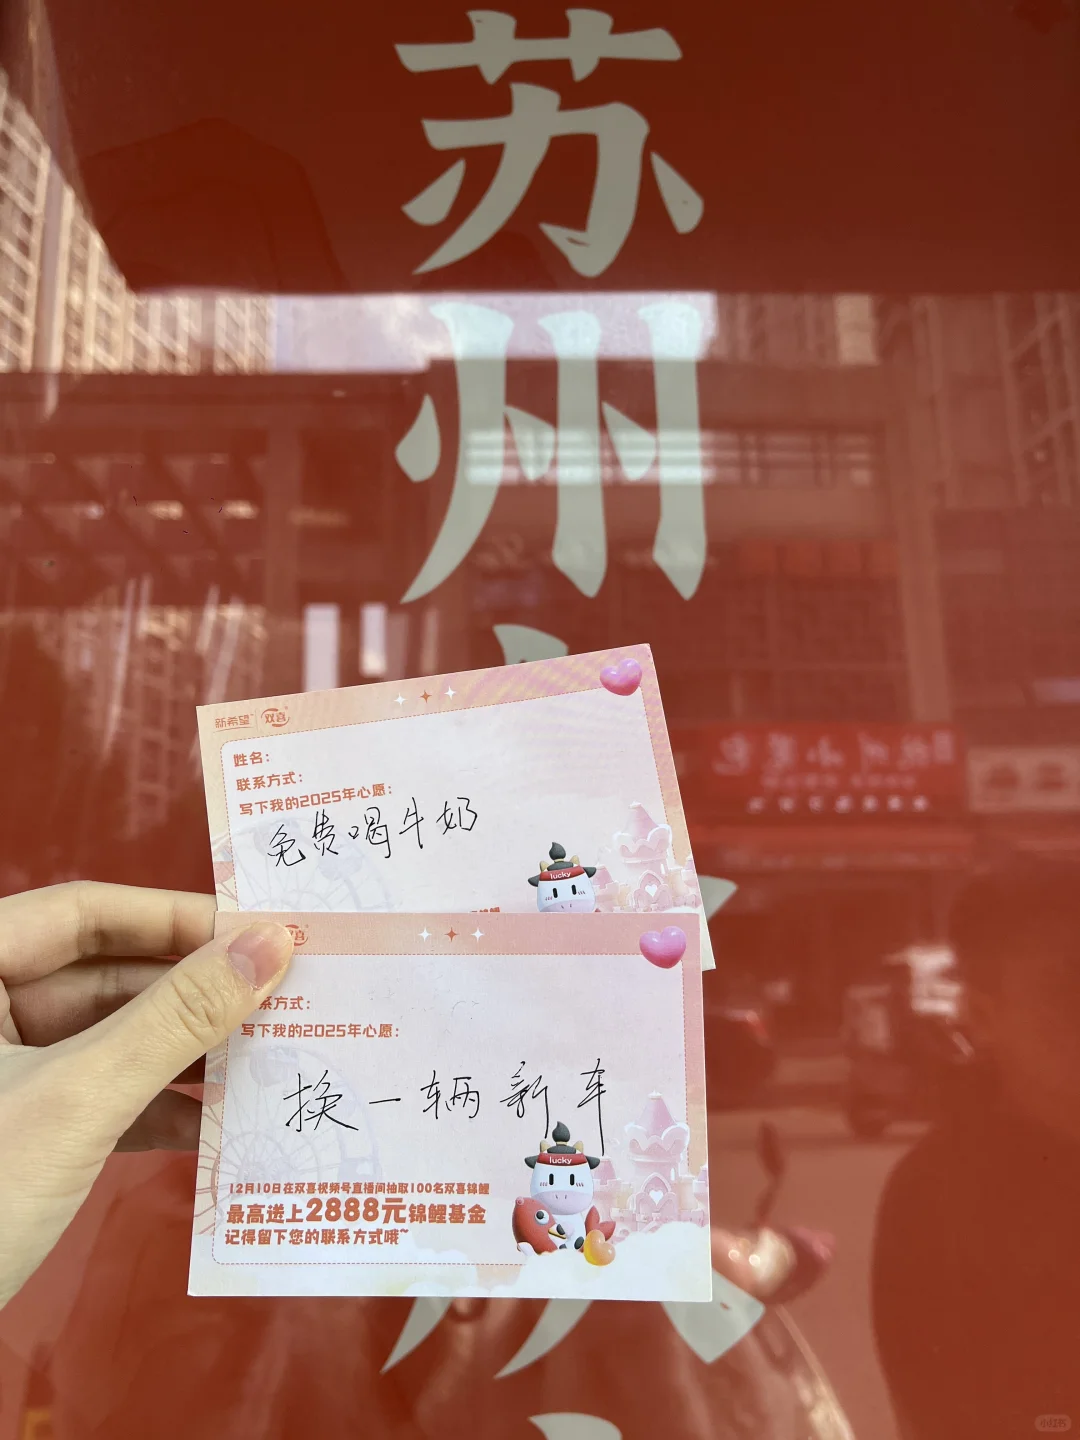 苏
州
新希望
双喜
姓名：
联系方式：
写下我的2025年心愿：
免费喝牛奶
lucky
系方式：
写下我的2025年心愿：
换一辆新车
lucky
12月10日在双喜视频号直播间抽取100名双喜锦鲤
最高送上2888元锦鲤基金
记得留下您的联系方式哦~
小红书